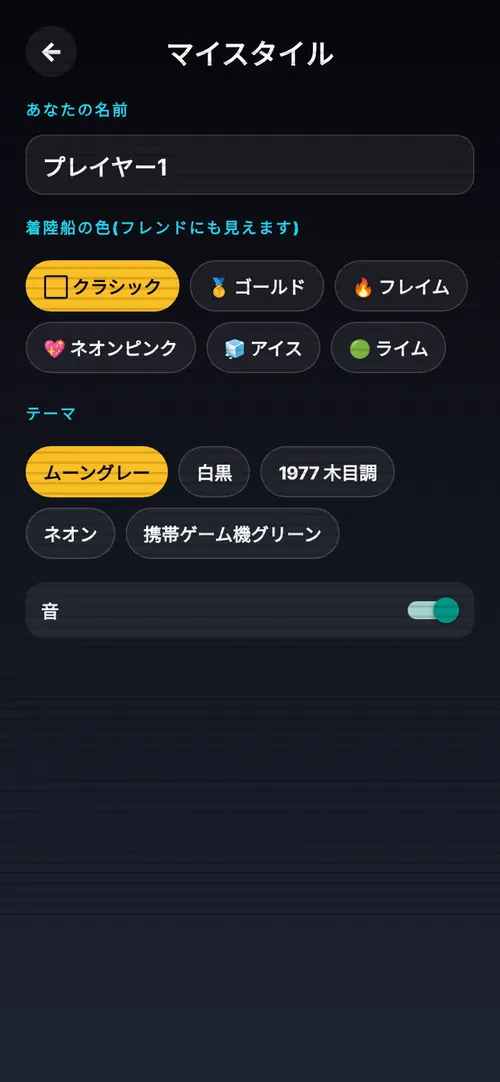 マイスタイル
あなたの名前
プレイヤー1
着陸船の色(フレンドにも見えます)
クラシック 🥇 ゴールド 🔥 フレイム
💖 ネオンピンク 🧊 アイス 🟢 ライム
テーマ
ムーングレー 白黒 1977 木目調
ネオン 携帯ゲーム機グリーン
音